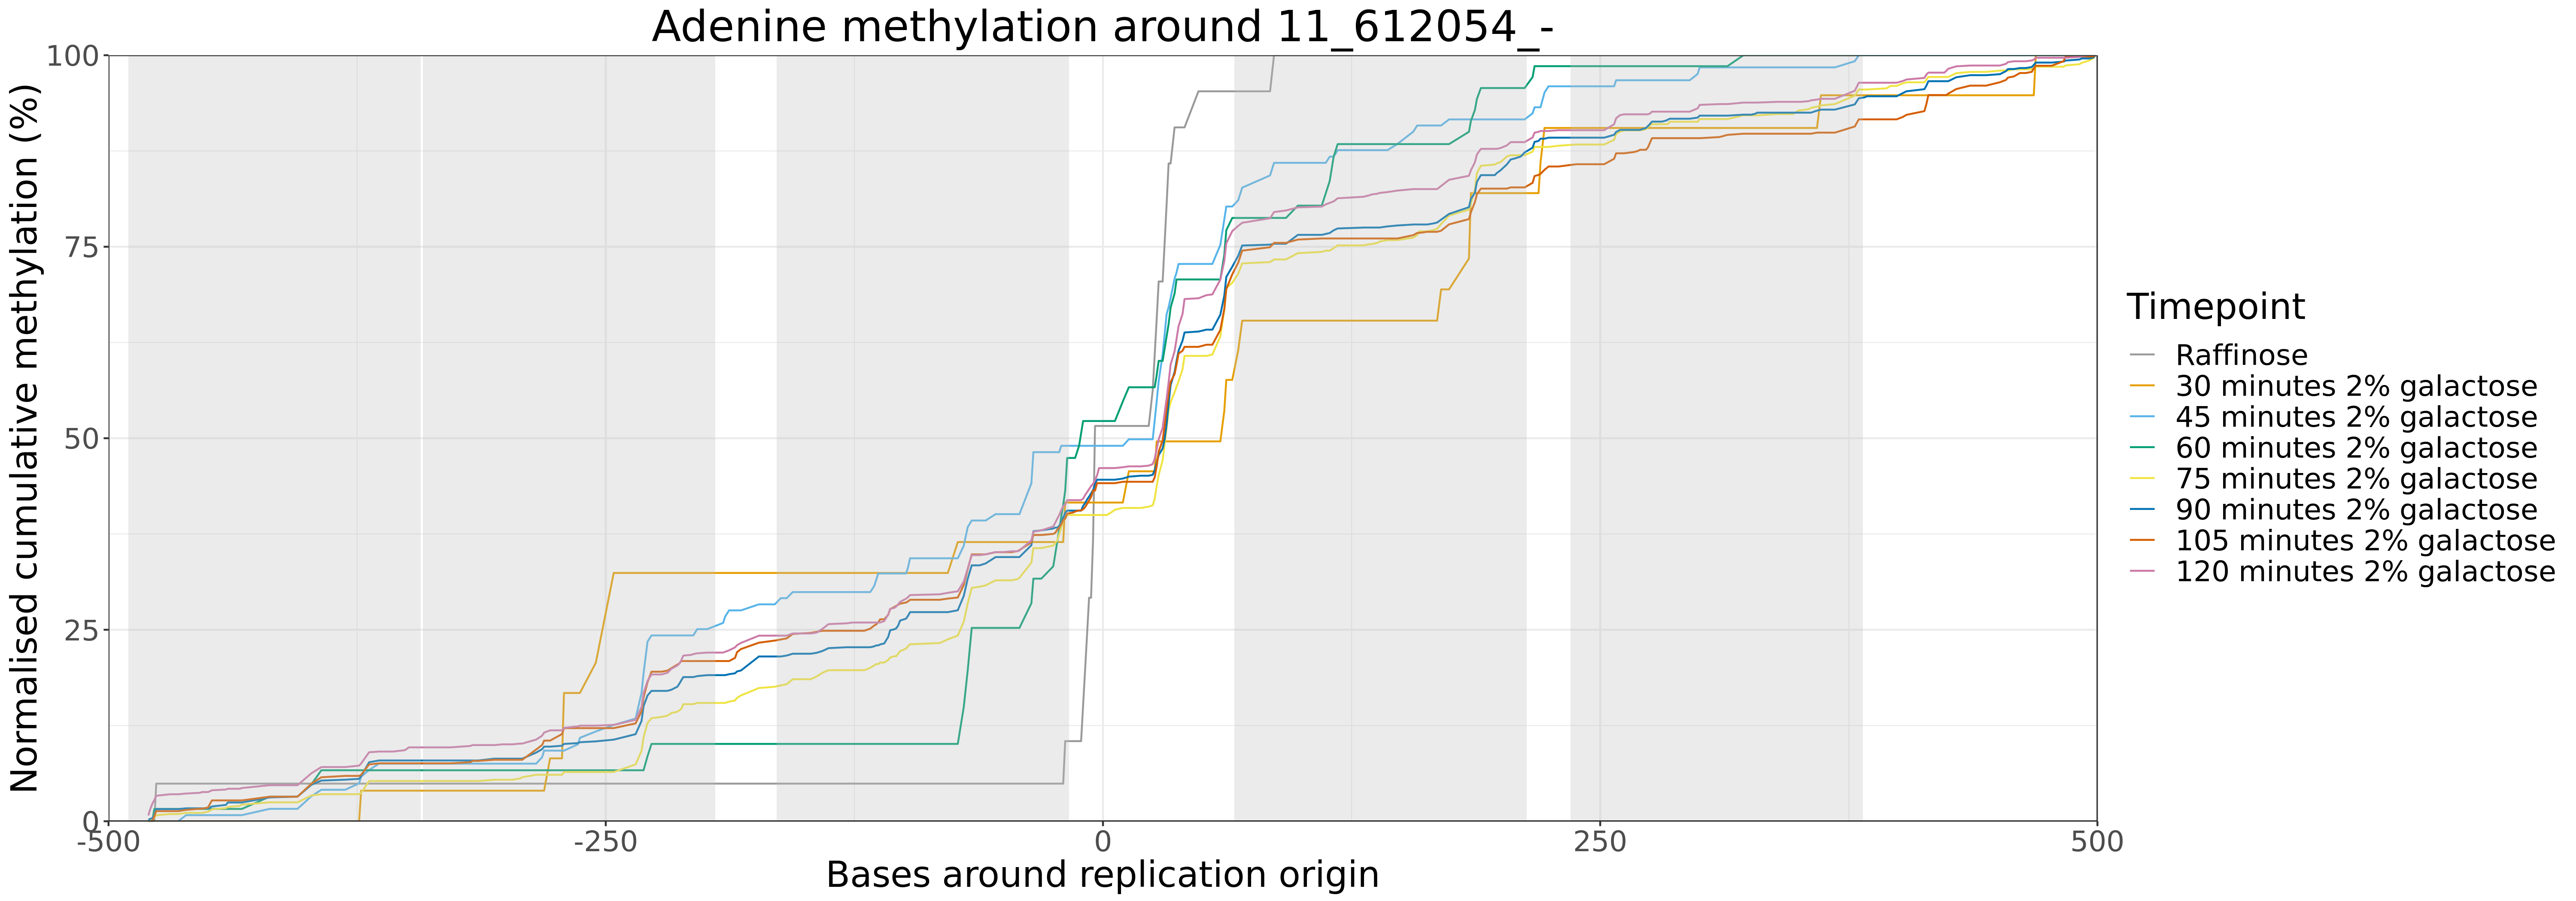 Adenine methylation around 11_612054_-
Normalised cumulative methylation (%)
100
75
50
25
0
-500
-250
0
250
500
Bases around replication origin
Timepoint
Raffinose
30 minutes 2% galactose
45 minutes 2% galactose
60 minutes 2% galactose
75 minutes 2% galactose
90 minutes 2% galactose
105 minutes 2% galactose
120 minutes 2% galactose